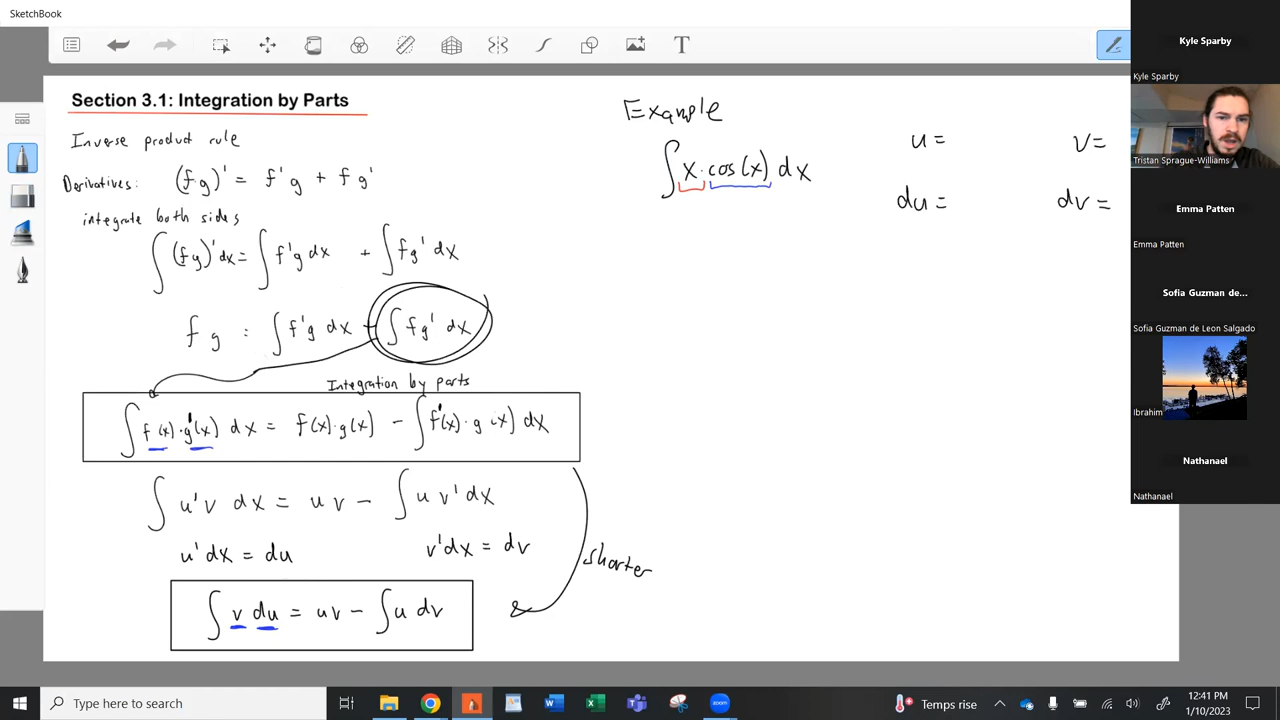 SketchBook
Section 3.1: Integration by Parts
Inverse product rule
Derivatives: (fg)' = f'g + fg'
integrate both sides
∫(fg)'dx = ∫f'g dx + ∫fg' dx
fg = ∫f'g dx + ∫fg' dx
Integration by parts
∫f(x)·g'(x) dx = f(x)·g(x) − ∫f'(x)·g(x) dx
∫u'v dx = uv − ∫u v' dx
u'dx = du v'dx = dv
shorter
∫v du = uv − ∫u dv
Example
∫x·cos(x) dx
u= v=
du= dv=
Kyle Sparby
Kyle Sparby
Tristan Sprague-Williams
Emma Patten
Emma Patten
Sofia Guzman de...
Sofia Guzman de Leon Salgado
Ibrahim
Nathanael
Nathanael
Type here to search
Temps rise
12:41 PM
1/10/2023